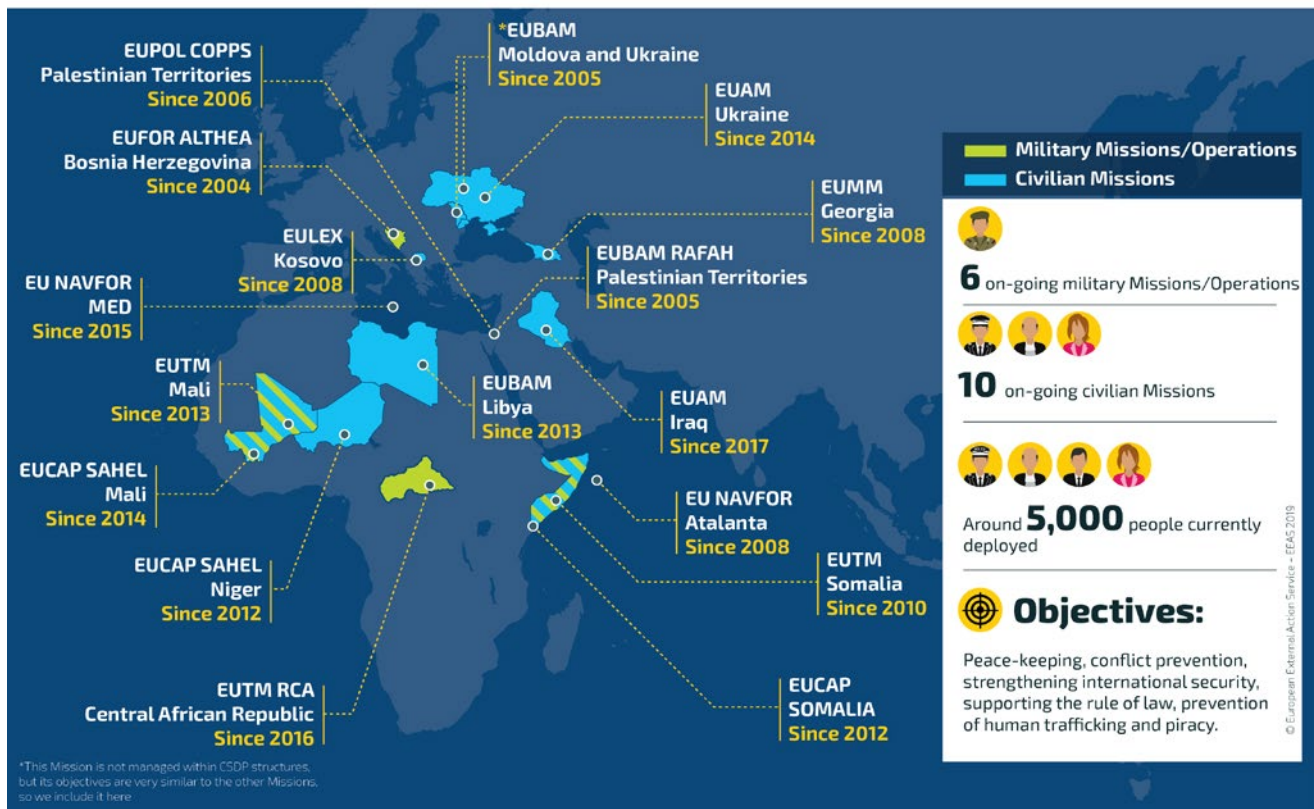 *EUBAM
Moldova and Ukraine
Since 2005
EUPOL COPPS
Palestinian Territories
Since 2006
EUAM
Ukraine
Since 2014
EUFOR ALTHEA
Bosnia Herzegovina
Since 2004
EUMM
Georgia
Since 2008
EULEX
Kosovo
Since 2008
EUBAM RAFAH
Palestinian Territories
Since 2005
EU NAVFOR
MED
Since 2015
EUTM
Mali
Since 2013
EUBAM
Libya
Since 2013
EUAM
Iraq
Since 2017
EUCAP SAHEL
Mali
Since 2014
EU NAVFOR
Atalanta
Since 2008
EUCAP SAHEL
Niger
Since 2012
EUTM
Somalia
Since 2010
EUTM RCA
Central African Republic
Since 2016
EUCAP
SOMALIA
Since 2012
*This Mission is not managed within CSDP structures,
but its objectives are very similar to the other Missions,
so we include it here
Military Missions/Operations
Civilian Missions
6 on-going military Missions/Operations
10 on-going civilian Missions
Around 5,000 people currently
deployed
Objectives:
Peace-keeping, conflict prevention,
strengthening international security,
supporting the rule of law, prevention
of human trafficking and piracy.
© European External Action Service - EEAS 2019